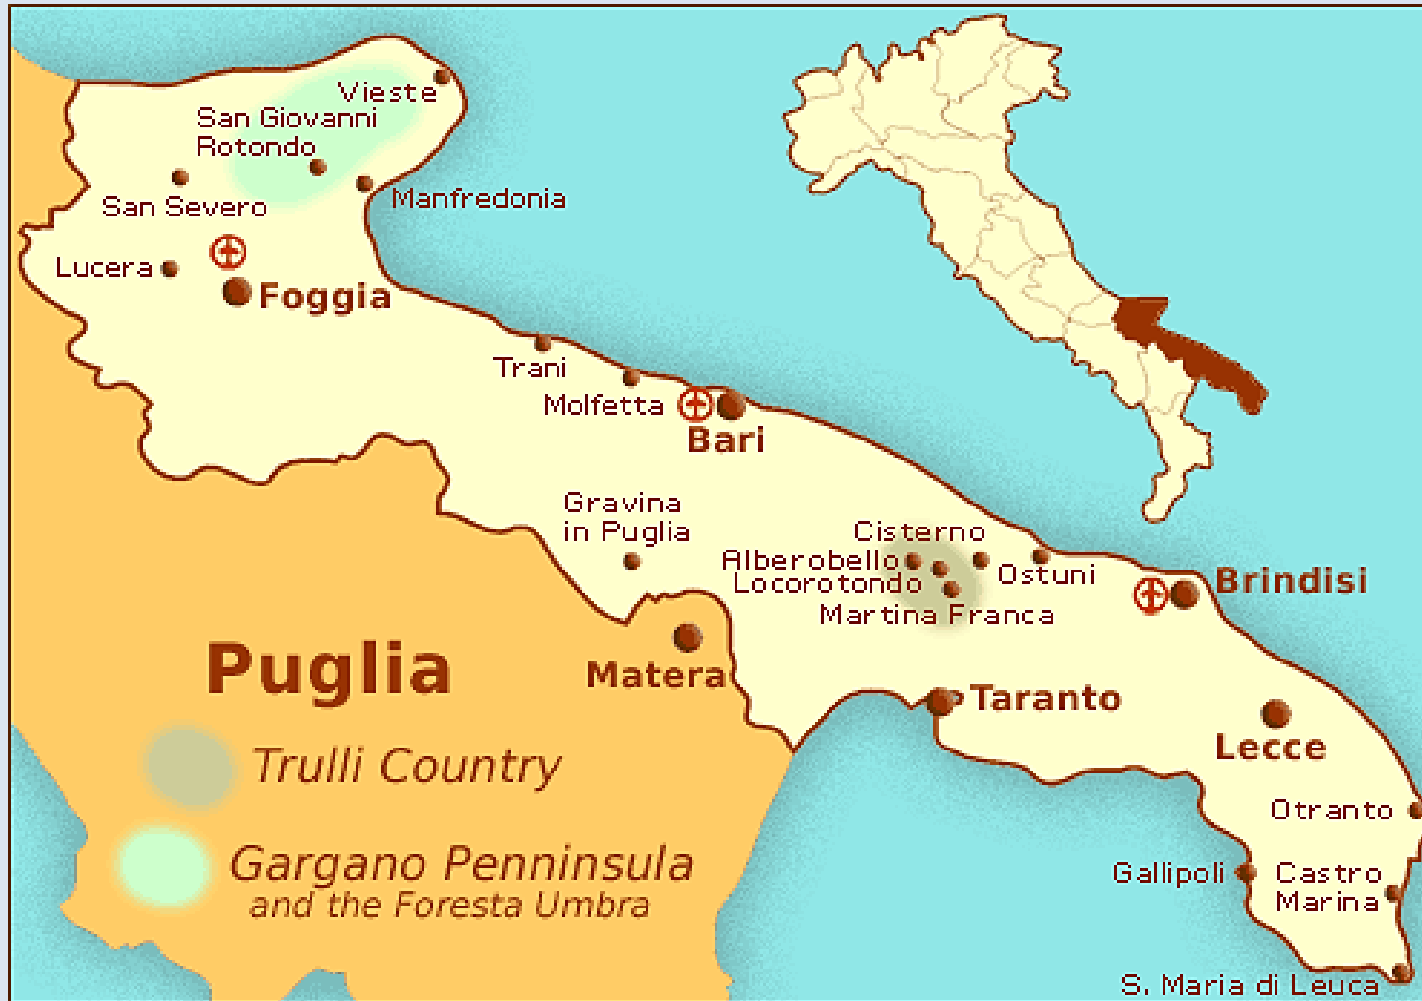 Vieste
San Giovanni
Rotondo
Manfredonia
San Severo
Lucera
Foggia
Trani
Molfetta
Bari
Gravina
in Puglia
Cisterno
Alberobello
Locorotondo
Ostuni
Martina Franca
Brindisi
Matera
Taranto
Lecce
Otranto
Gallipoli
Castro
Marina
S. Maria di Leuca
Puglia
Trulli Country
Gargano Penninsula
and the Foresta Umbra